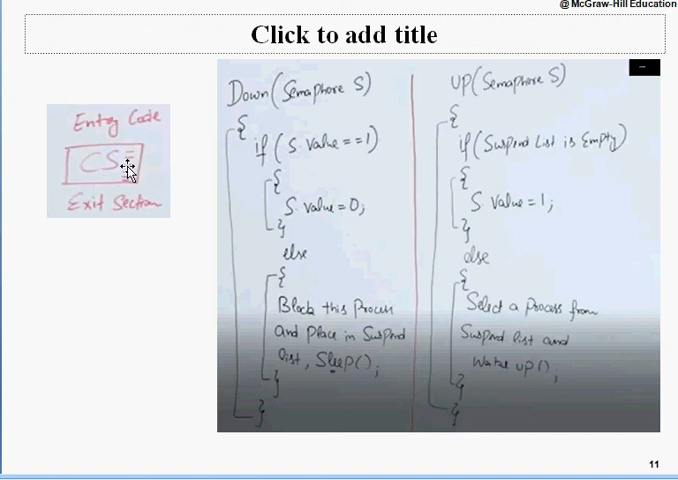 @ McGraw-Hill Education
Click to add title
Entry Code
CS
Exit Section
Down (Semaphore S)
{
if (S. Value == 1)
{
S. Value = 0;
}
else
{
Block this Process
and place in Suspend
list, Sleep();
}
}
UP (Semaphore S)
{
if (Suspend List is Empty)
{
S. Value = 1;
}
else
{
Select a Process from
Suspend list and
Wake up();
}
}
11